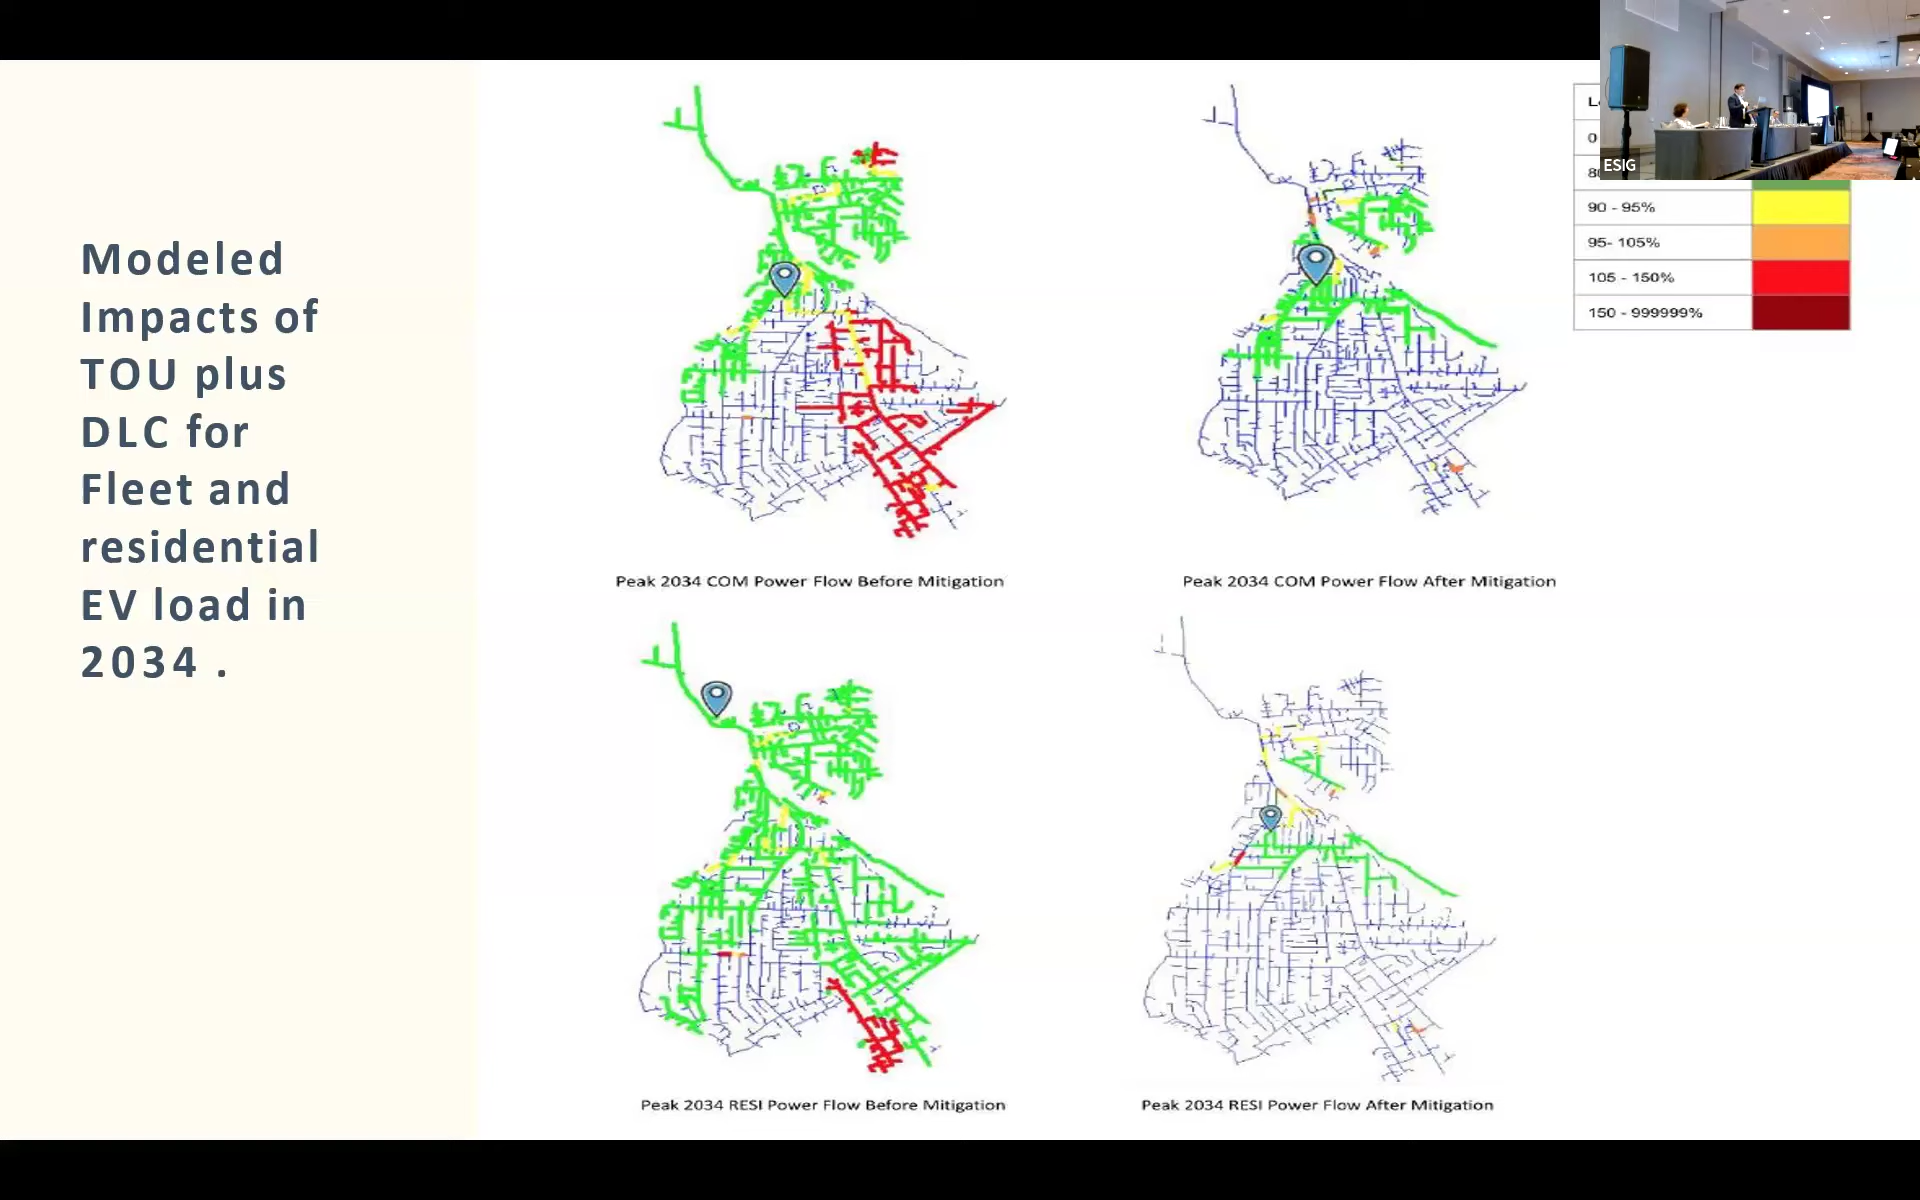 Modeled
Impacts of
TOU plus
DLC for
Fleet and
residential
EV load in
2034 .
Peak 2034 COM Power Flow Before Mitigation
Peak 2034 COM Power Flow After Mitigation
Peak 2034 RESI Power Flow Before Mitigation
Peak 2034 RESI Power Flow After Mitigation
ESIG
0
90 - 95%
95- 105%
105 - 150%
150 - 999999%